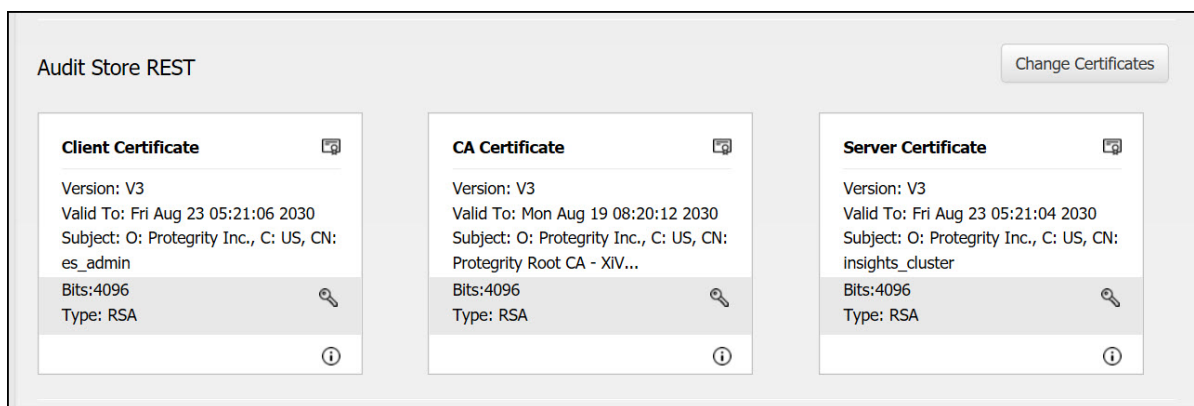 Audit Store REST
Change Certificates
Client Certificate
Version: V3
Valid To: Fri Aug 23 05:21:06 2030
Subject: O: Protegrity Inc., C: US, CN:
es_admin
Bits:4096
Type: RSA
CA Certificate
Version: V3
Valid To: Mon Aug 19 08:20:12 2030
Subject: O: Protegrity Inc., C: US, CN:
Protegrity Root CA - XiV...
Bits:4096
Type: RSA
Server Certificate
Version: V3
Valid To: Fri Aug 23 05:21:04 2030
Subject: O: Protegrity Inc., C: US, CN:
insights_cluster
Bits:4096
Type: RSA